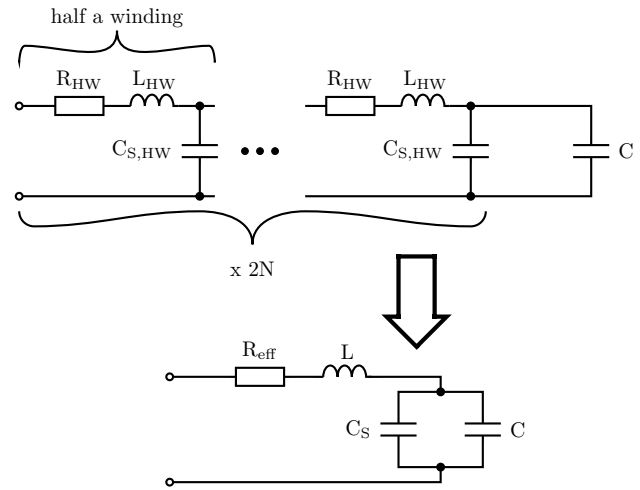 half a winding
R_HW L_HW R_HW L_HW
C_S,HW C_S,HW C
x 2N
R_eff L
C_S C